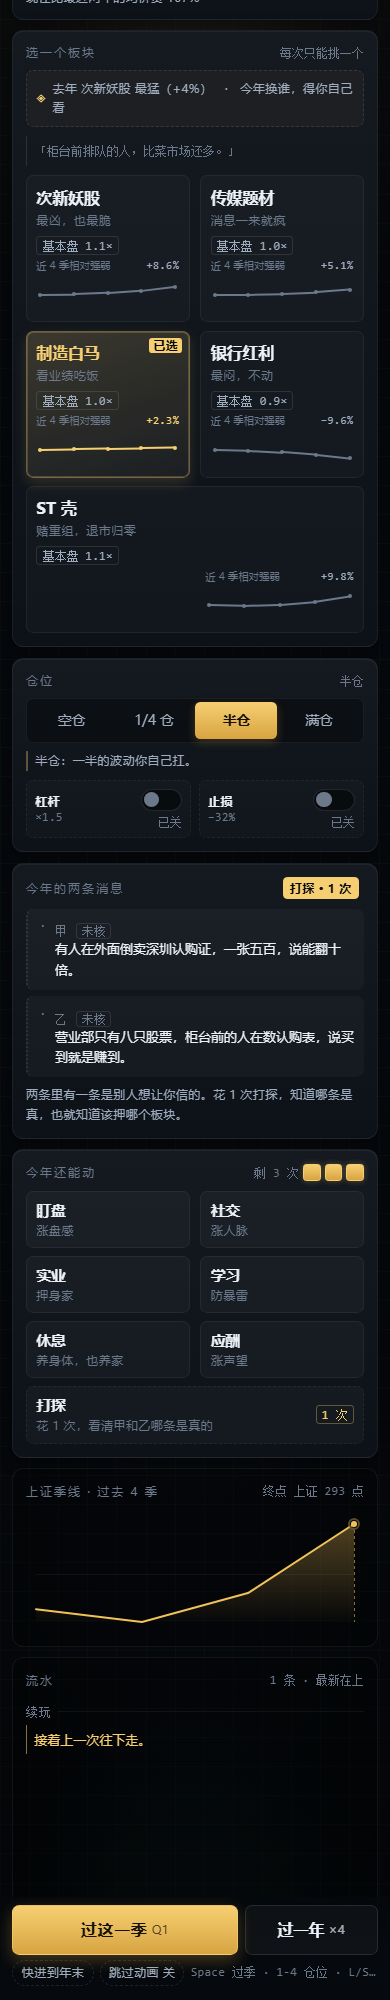 选一个板块 每次只能挑一个
去年 次新妖股 最猛（+4%） · 今年换谁，得你自己
看
「柜台前排队的人，比菜市场还多。」
次新妖股 传媒题材
最凶，也最脆 消息一来就疯
基本盘 1.1× 基本盘 1.0×
近 4 季相对强弱 +8.6% 近 4 季相对强弱 +5.1%
制造白马 已选 银行红利
看业绩吃饭 最闷，不动
基本盘 1.0× 基本盘 0.9×
近 4 季相对强弱 +2.3% 近 4 季相对强弱 −9.6%
ST 壳
赌重组，退市归零
基本盘 1.1×
近 4 季相对强弱 +9.8%
仓位 半仓
空仓 1/4 仓 半仓 满仓
半仓：一半的波动你自己扛。
杠杆 止损
×1.5 已关 −32% 已关
今年的两条消息 打探 · 1 次
甲 未核
有人在外面倒卖深圳认购证，一张五百，说能翻十
倍。
乙 未核
营业部只有八只股票，柜台前的人在数认购表，说买
到就是赚到。
两条里有一条是别人想让你信的。花 1 次打探，知道哪条是
真，也就知道该押哪个板块。
今年还能动 剩 3 次
盯盘 社交
涨盘感 涨人脉
实业 学习
押身家 防暴雷
休息 应酬
养身体，也养家 涨声望
打探
花 1 次，看清甲和乙哪条是真的 1 次
上证季线 · 过去 4 季 终点 上证 293 点
流水 1 条 · 最新在上
续玩
接着上一次往下走。
过这一季 Q1 过一年 ×4
快进到年末 跳过动画 关 Space 过季 · 1-4 仓位 · L/S…